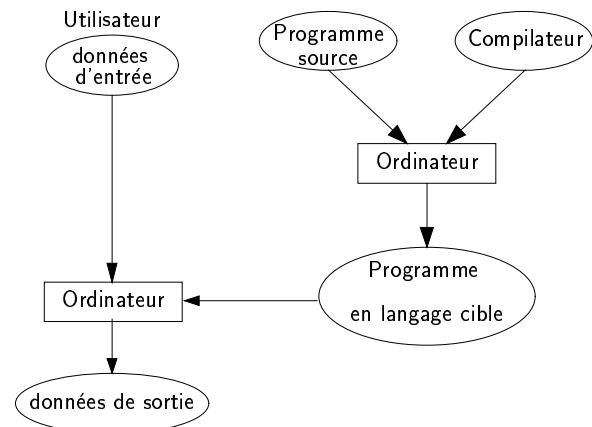 Utilisateur
données
d'entrée
Programme
source
Compilateur
Ordinateur
Programme
en langage cible
Ordinateur
données de sortie